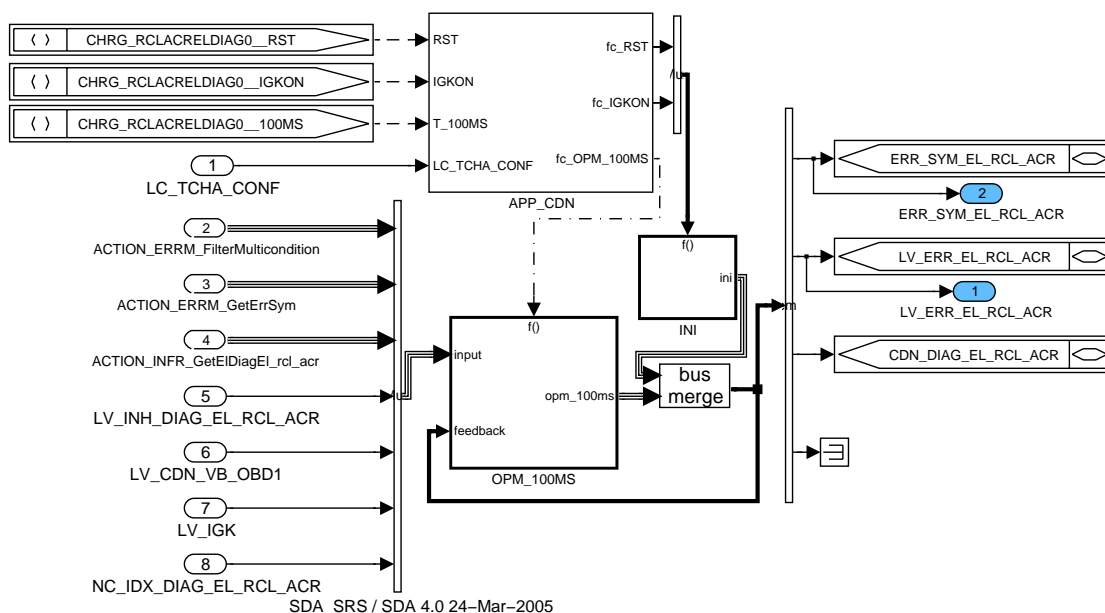 CHRG_RCLACRELDIAG0__RST
CHRG_RCLACRELDIAG0__IGKON
CHRG_RCLACRELDIAG0__100MS
1
LC_TCHA_CONF
RST
IGKON
T_100MS
LC_TCHA_CONF
fc_RST
fc_IGKON
fc_OPM_100MS
APP_CDN
2
ACTION_ERRM_FilterMulticondition
3
ACTION_ERRM_GetErrSym
4
ACTION_INFR_GetElDiagEl_rcl_acr
5
LV_INH_DIAG_EL_RCL_ACR
6
LV_CDN_VB_OBD1
7
LV_IGK
8
NC_IDX_DIAG_EL_RCL_ACR
f()
input
feedback
opm_100ms
OPM_100MS
f()
ini
INI
bus
merge
ERR_SYM_EL_RCL_ACR
2
ERR_SYM_EL_RCL_ACR
LV_ERR_EL_RCL_ACR
1
LV_ERR_EL_RCL_ACR
CDN_DIAG_EL_RCL_ACR
SDA SRS / SDA 4.0 24−Mar−2005